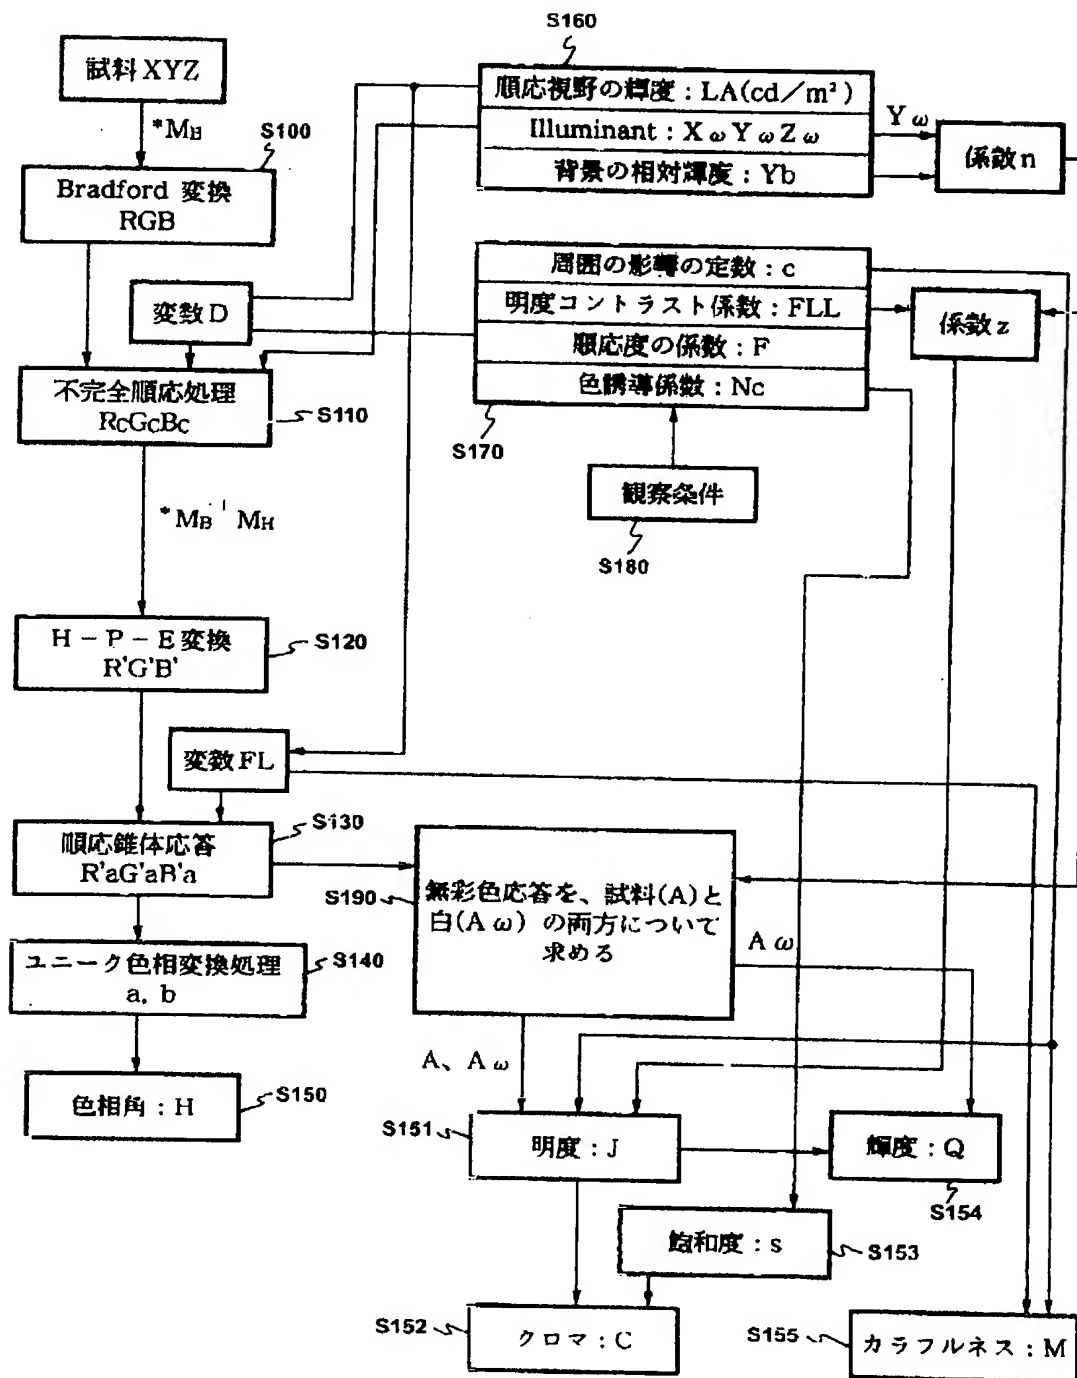 試料XYZ
*MB
S100
Bradford 変換
RGB
変数D
不完全順応処理
RcGcBc
S110
*MB⁻¹ MH
H-P-E変換
R'G'B'
S120
変数FL
順応錐体応答
R'aG'aB'a
S130
ユニーク色相変換処理
a, b
S140
色相角:H
S150
S160
順応視野の輝度:LA(cd/m²)
Illuminant:XωYωZω
背景の相対輝度:Yb
Yω
係数n
周囲の影響の定数:c
明度コントラスト係数:FLL
順応度の係数:F
色誘導係数:Nc
S170
係数z
観察条件
S180
S190
無彩色応答を、試料(A)と
白(Aω)の両方について
求める
Aω
A、Aω
S151
明度:J
輝度:Q
S154
飽和度:s
S153
S152
クロマ:C
S155
カラフルネス:M